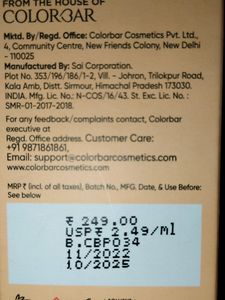 FROM THE HOUSE OF
COLORBAR
Mktd. By/Regd. Office: Colorbar Cosmetics Pvt. Ltd.,
4, Community Centre, New Friends Colony, New Delhi
- 110025
Manufactured By: Sai Corporation.
Plot No. 353/196/186/1-2, Vill. - Johron, Trilokpur Road,
Kala Amb, Distt. Sirmour, Himachal Pradesh 173030.
INDIA. Mfg. Lic. No.: N-COS/16/43. St. Exc. Lic. No. :
SMR-01-2017-2018.
For any feedback/complaints contact, Colorbar
executive at
Regd. Office address. Customer Care:
+91 9871861861,
Email: support@colorbarcosmetics.com
MRP ₹ (incl. of all taxes), Batch No., MFG. Date, & Use Before:
See below
₹ 249.00
USP₹ 2.49/ml
B.CBP034
11/2022
10/2025